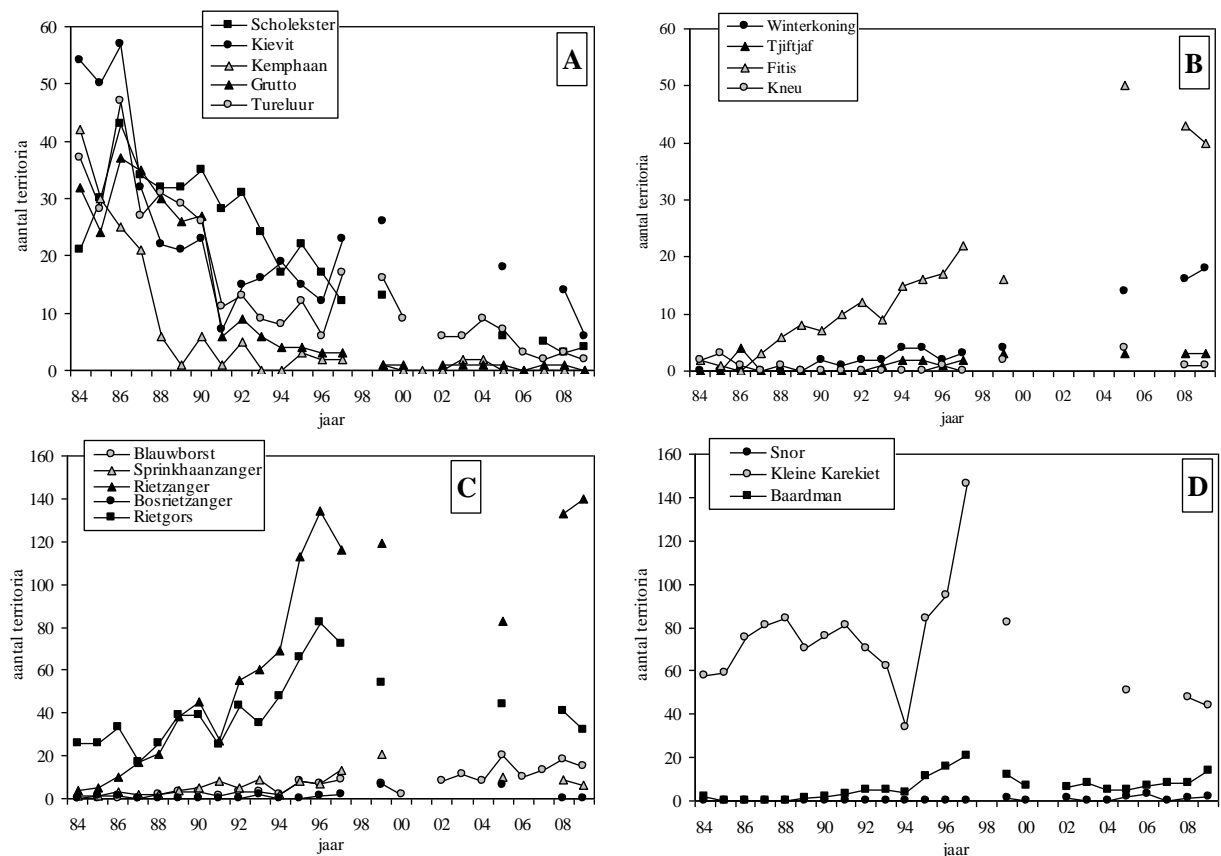 Scholekster
Kievit
Kemphaan
Grutto
Tureluur
A
60
50
40
30
20
10
0
aantal territoria
84 86 88 90 92 94 96 98 00 02 04 06 08
jaar
Winterkoning
Tjiftjaf
Fitis
Kneu
B
60
50
40
30
20
10
0
aantal territoria
84 86 88 90 92 94 96 98 00 02 04 06 08
jaar
Blauwborst
Sprinkhaanzanger
Rietzanger
Bosrietzanger
Rietgors
C
160
140
120
100
80
60
40
20
0
aantal territoria
84 86 88 90 92 94 96 98 00 02 04 06 08
jaar
Snor
Kleine Karekiet
Baardman
D
160
140
120
100
80
60
40
20
0
aantal territoria
84 86 88 90 92 94 96 98 00 02 04 06 08
jaar